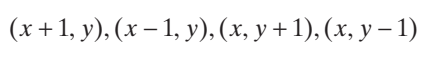 (x + 1, y), (x − 1, y), (x, y + 1), (x, y − 1)